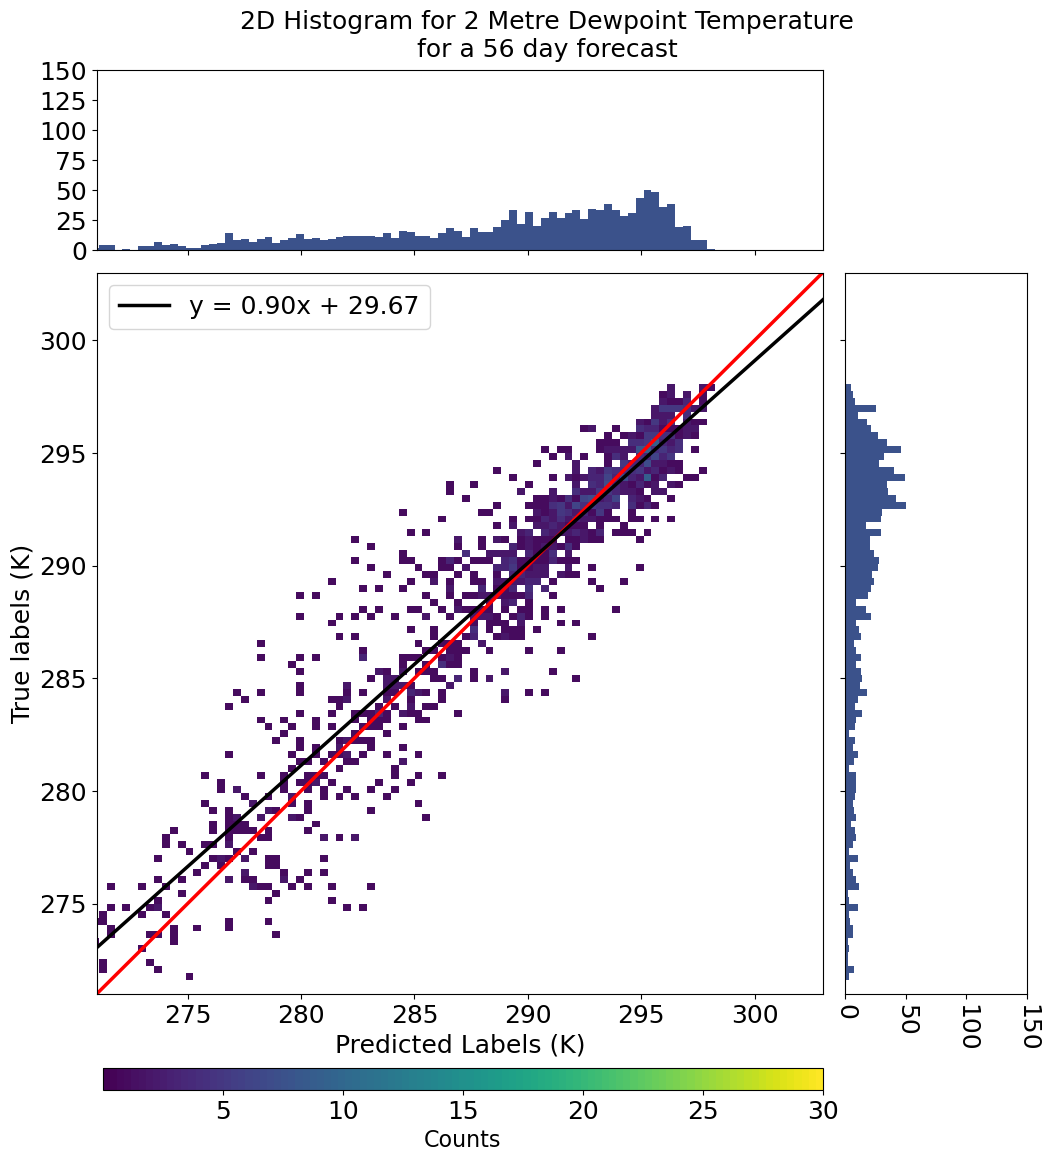 2D Histogram for 2 Metre Dewpoint Temperature
for a 56 day forecast
150
125
100
75
50
25
0
y = 0.90x + 29.67
300
295
290
285
280
275
True labels (K)
275 280 285 290 295 300
Predicted Labels (K)
0 50 100 150
5 10 15 20 25 30
Counts